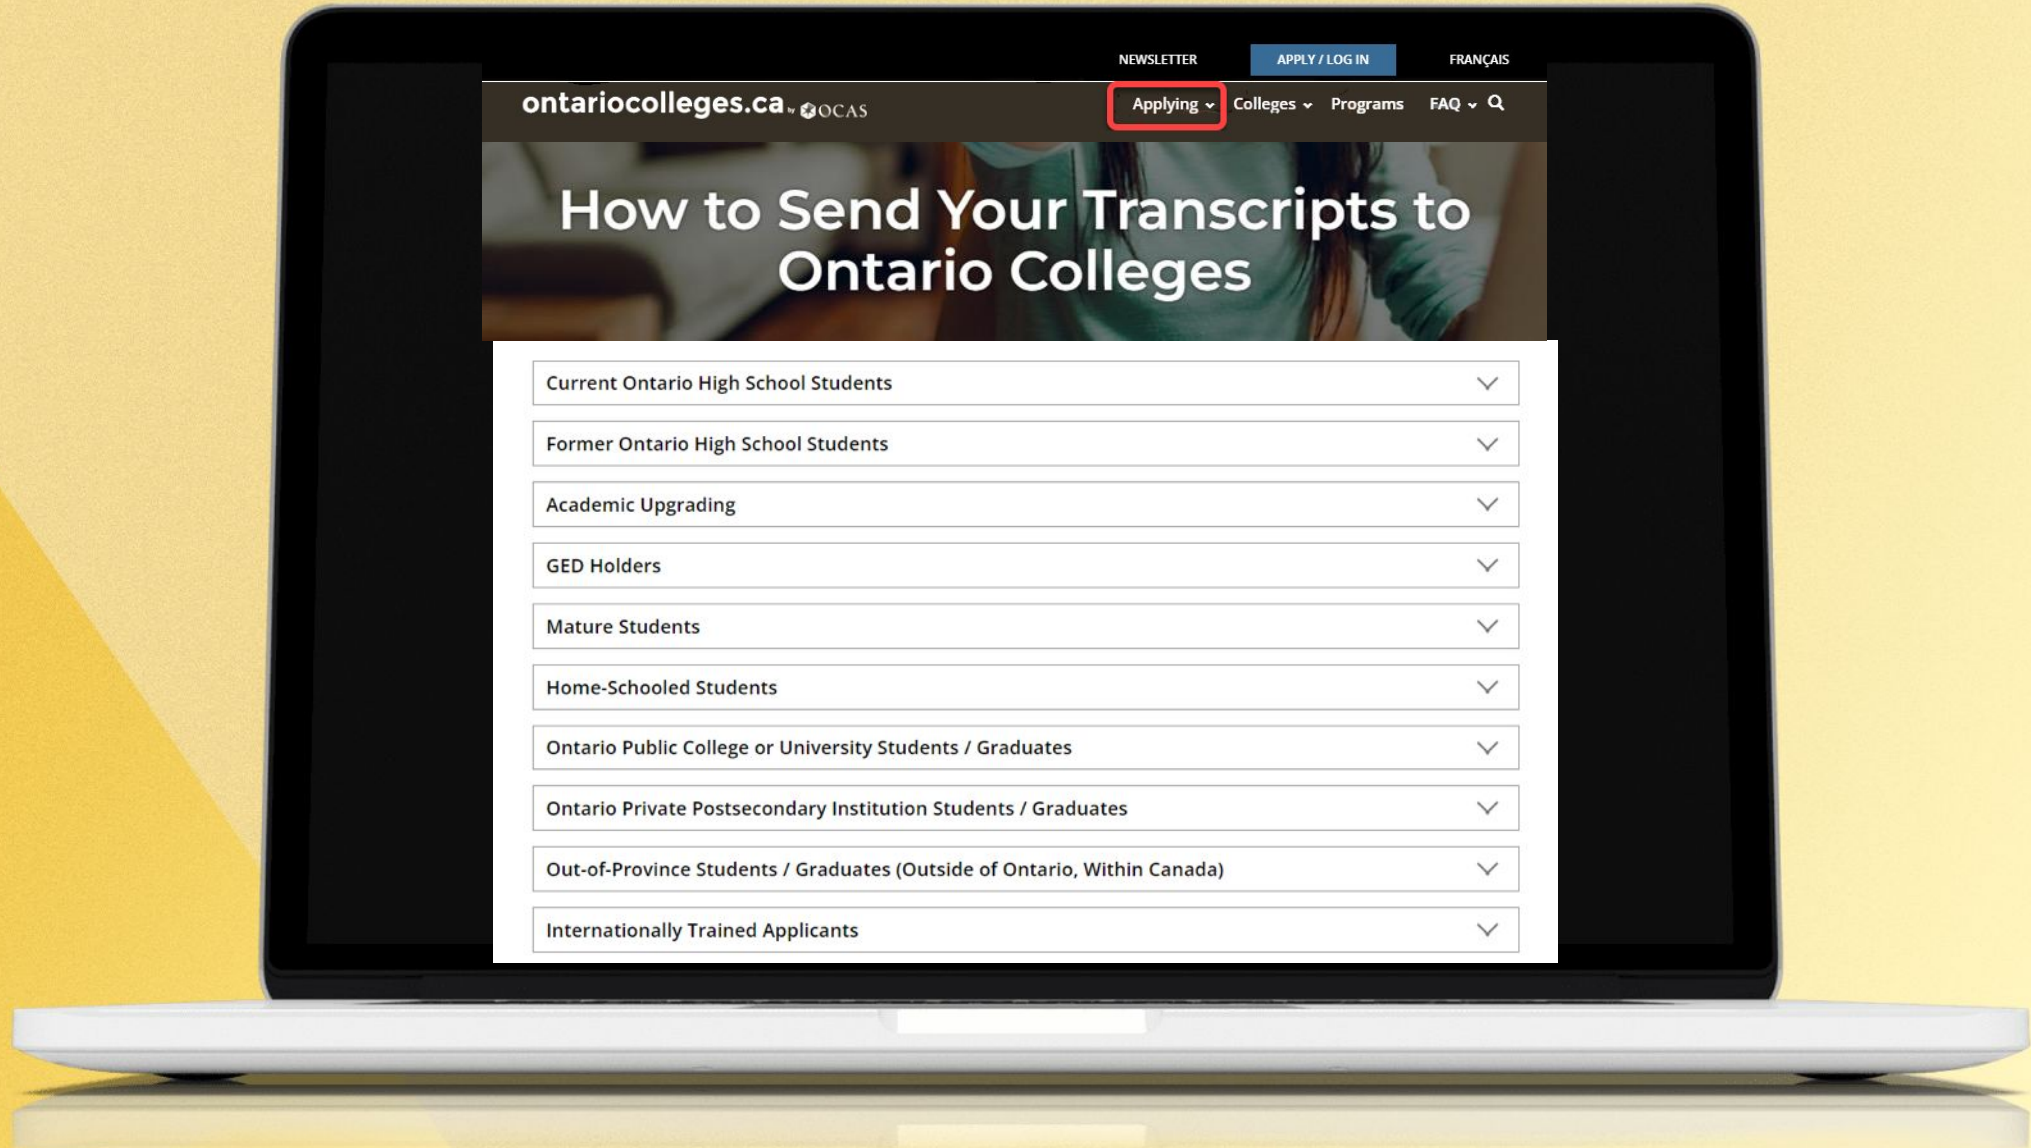 NEWSLETTER APPLY / LOG IN FRANÇAIS
ontariocolleges.ca by OCAS Applying Colleges Programs FAQ
How to Send Your Transcripts to
Ontario Colleges
Current Ontario High School Students
Former Ontario High School Students
Academic Upgrading
GED Holders
Mature Students
Home-Schooled Students
Ontario Public College or University Students / Graduates
Ontario Private Postsecondary Institution Students / Graduates
Out-of-Province Students / Graduates (Outside of Ontario, Within Canada)
Internationally Trained Applicants